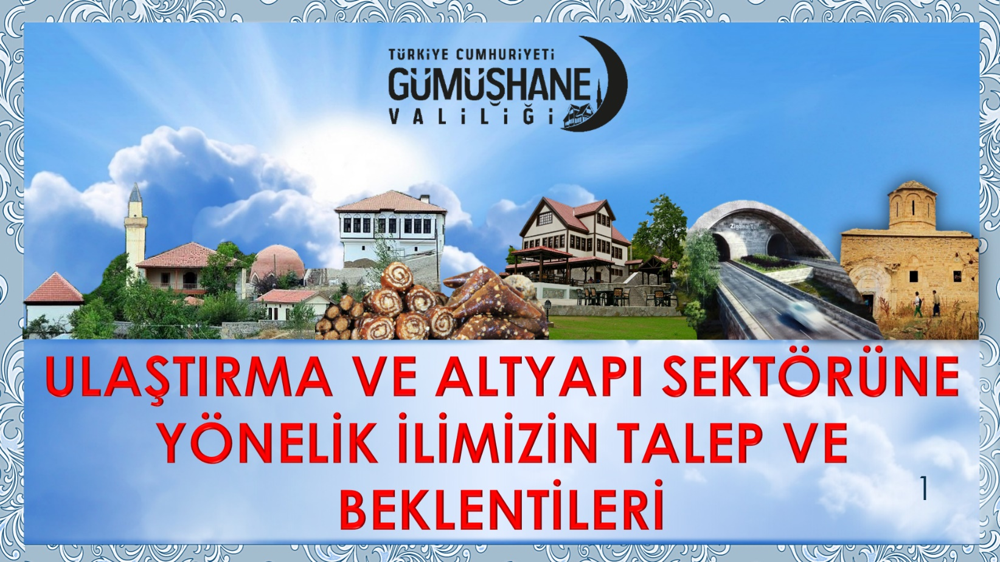 TÜRKİYE CUMHURİYETİ
GÜMÜŞHANE
VALİLİĞİ
Zigana
ULAŞTIRMA VE ALTYAPI SEKTÖRÜNE
YÖNELİK İLİMİZİN TALEP VE
BEKLENTİLERİ
1